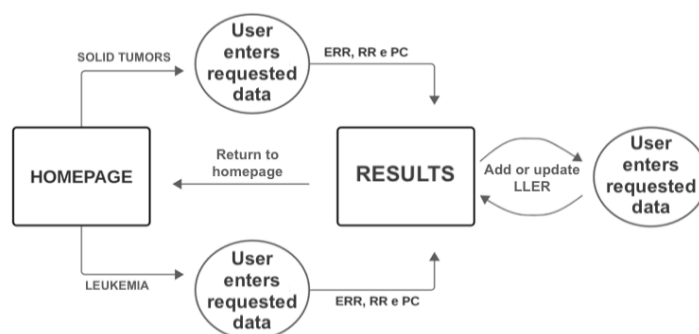 User
enters
requested
data
SOLID TUMORS
ERR, RR e PC
HOMEPAGE
Return to
homepage
RESULTS
Add or update
LLER
User
enters
requested
data
LEUKEMIA
User
enters
requested
data
ERR, RR e PC